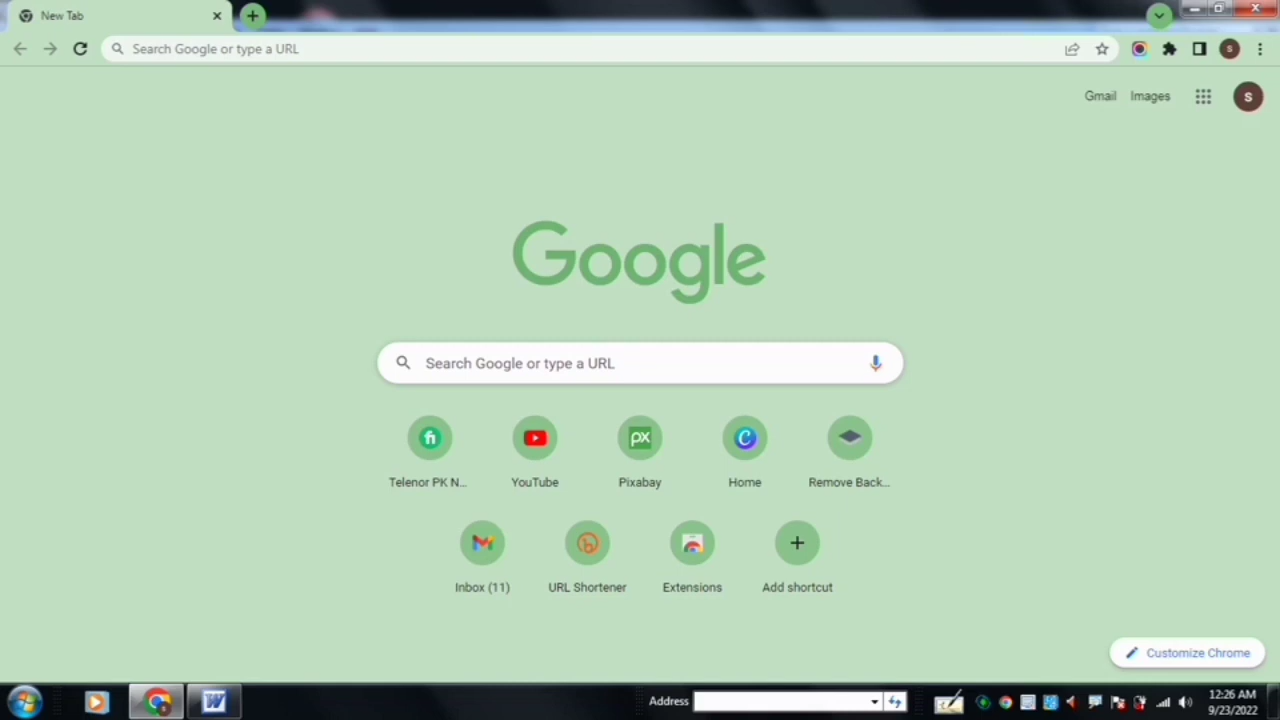 New Tab
Search Google or type a URL
S
Gmail
Images
S
Google
Search Google or type a URL
fi
px
C
Telenor PK N...
YouTube
Pixabay
Home
Remove Back...
b
Inbox (11)
URL Shortener
Extensions
Add shortcut
Customize Chrome
W
Address
12:26 AM
9/23/2022